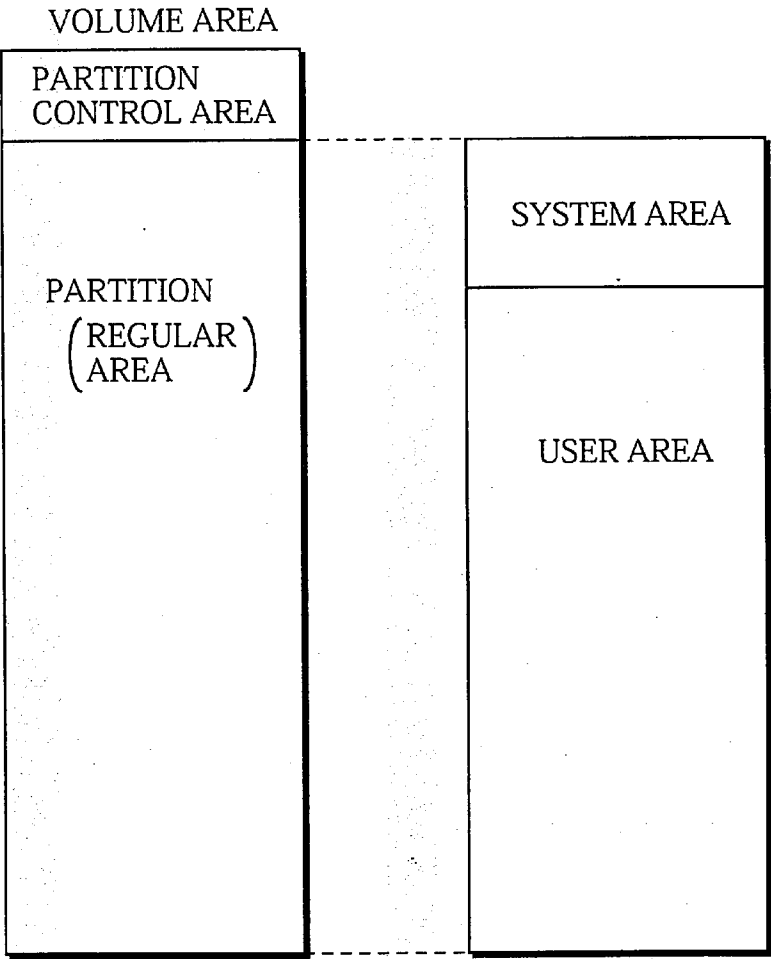 VOLUME AREA
PARTITION
CONTROL AREA
PARTITION
(REGULAR
AREA)
SYSTEM AREA
USER AREA